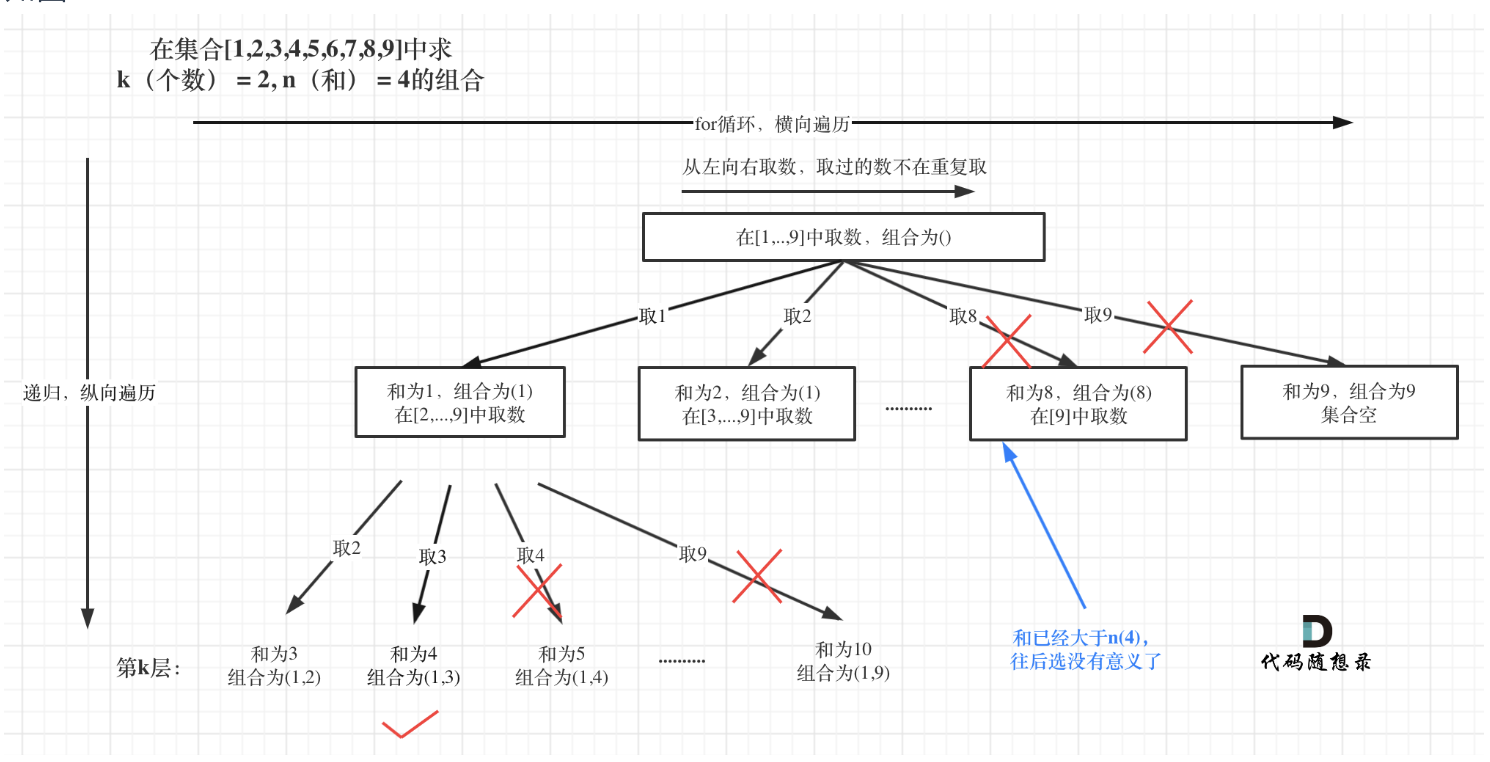 在集合[1,2,3,4,5,6,7,8,9]中求
k（个数）= 2, n（和）= 4的组合
for循环，横向遍历
从左向右取数，取过的数不在重复取
在[1,..,9]中取数，组合为()
取1
取2
取8
取9
递归，纵向遍历
和为1，组合为(1)
在[2,...,9]中取数
和为2，组合为(1)
在[3,...,9]中取数
..........
和为8，组合为(8)
在[9]中取数
和为9，组合为9
集合空
取2
取3
取4
取9
第k层：
和为3
组合为(1,2)
和为4
组合为(1,3)
和为5
组合为(1,4)
..........
和为10
组合为(1,9)
和已经大于n(4)，
往后选没有意义了
代码随想录